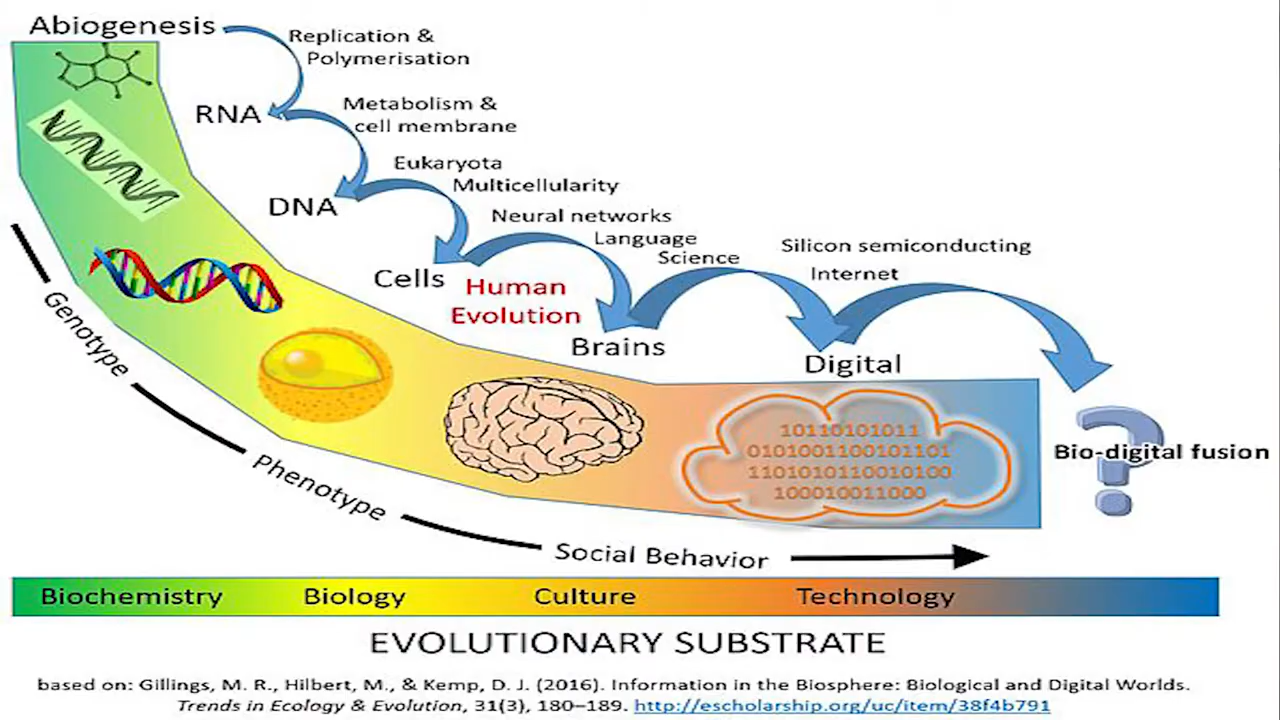 Abiogenesis
Replication &
Polymerisation
RNA
Metabolism &
cell membrane
DNA
Eukaryota
Multicellularity
Cells
Neural networks
Language
Science
Human
Evolution
Brains
Silicon semiconducting
Internet
Digital
10110101011
0101001100101101
1101010110010100
100010011000
?
Bio-digital fusion
Genotype
phenotype
Social Behavior
Biochemistry Biology Culture Technology
EVOLUTIONARY SUBSTRATE
based on: Gillings, M. R., Hilbert, M., & Kemp, D. J. (2016). Information in the Biosphere: Biological and Digital Worlds.
Trends in Ecology & Evolution, 31(3), 180–189. http://escholarship.org/uc/item/38f4b791